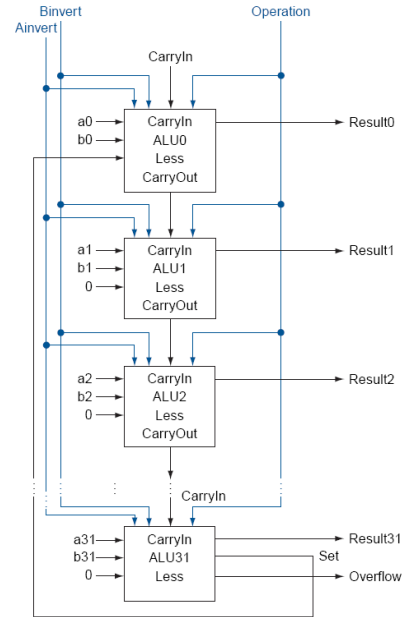 Binvert
Operation
Ainvert
CarryIn
a0
CarryIn
Result0
b0
ALU0
Less
CarryOut
a1
CarryIn
Result1
b1
ALU1
0
Less
CarryOut
a2
CarryIn
Result2
b2
ALU2
0
Less
CarryOut
CarryIn
a31
CarryIn
Result31
b31
ALU31
Set
0
Less
Overflow